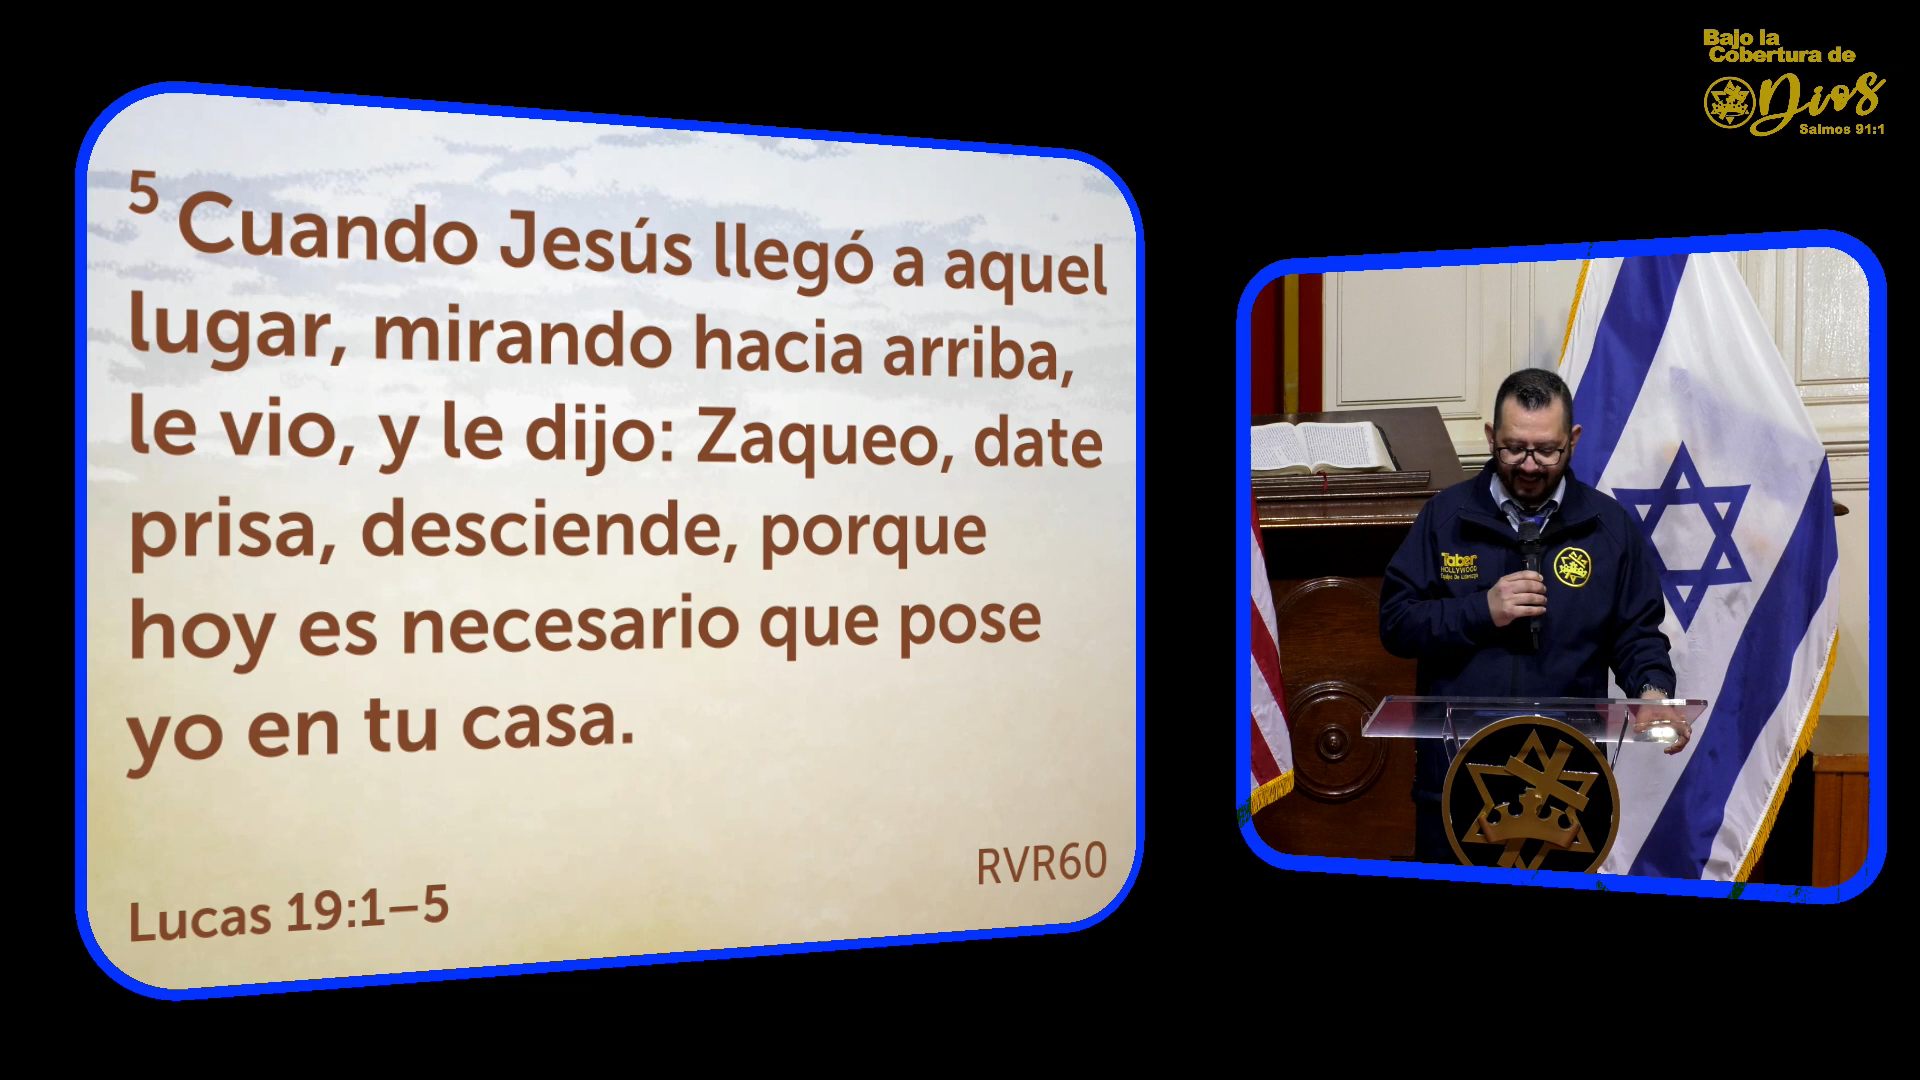 Bajo la
Cobertura de
Dios
Salmos 91:1
5 Cuando Jesús llegó a aquel
lugar, mirando hacia arriba,
le vio, y le dijo: Zaqueo, date
prisa, desciende, porque
hoy es necesario que pose
yo en tu casa.
RVR60
Lucas 19:1–5
Taber
HOLLYWOOD